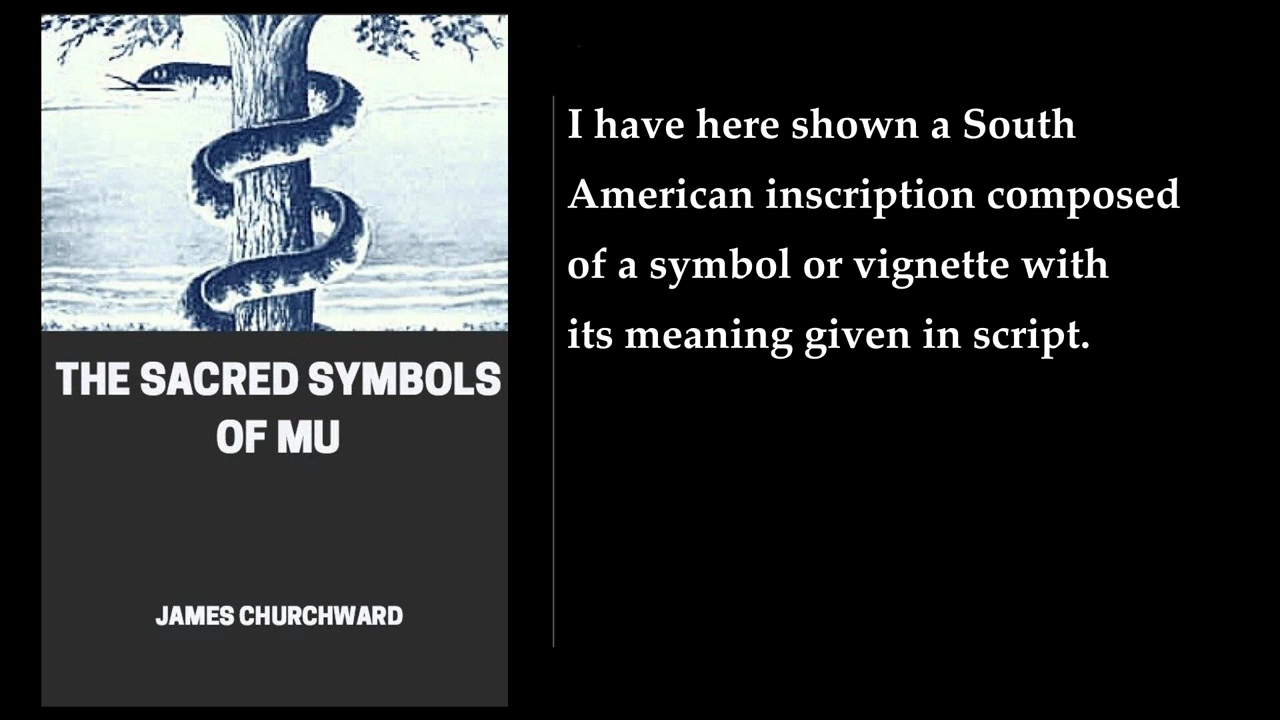 THE SACRED SYMBOLS
OF MU
JAMES CHURCHWARD
I have here shown a South
American inscription composed
of a symbol or vignette with
its meaning given in script.